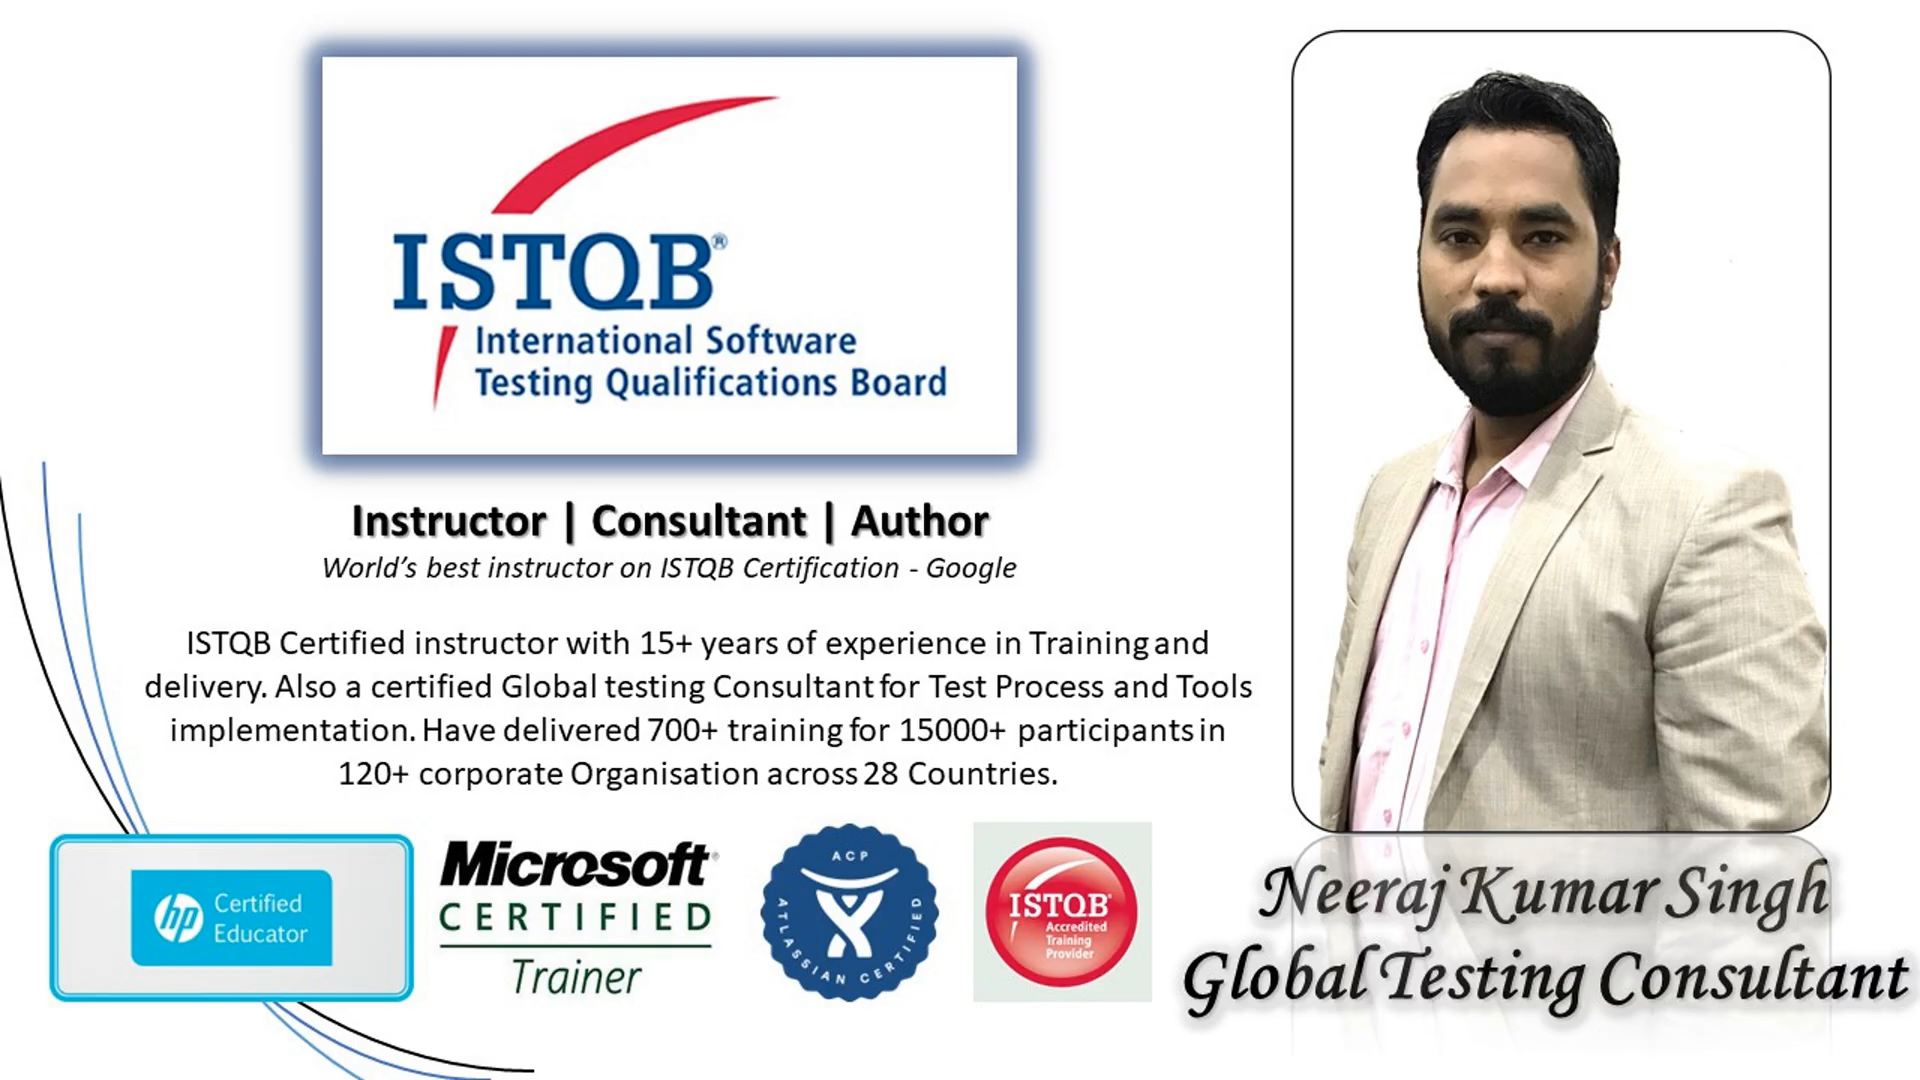 ISTQB®
International Software
Testing Qualifications Board
Instructor | Consultant | Author
World's best instructor on ISTQB Certification - Google
ISTQB Certified instructor with 15+ years of experience in Training and
delivery. Also a certified Global testing Consultant for Test Process and Tools
implementation. Have delivered 700+ training for 15000+ participants in
120+ corporate Organisation across 28 Countries.
hp
Certified
Educator
Microsoft®
CERTIFIED
Trainer
ACP
ATLASSIAN CERTIFIED
ISTQB®
Accredited
Training
Provider
Neeraj Kumar Singh
Global Testing Consultant